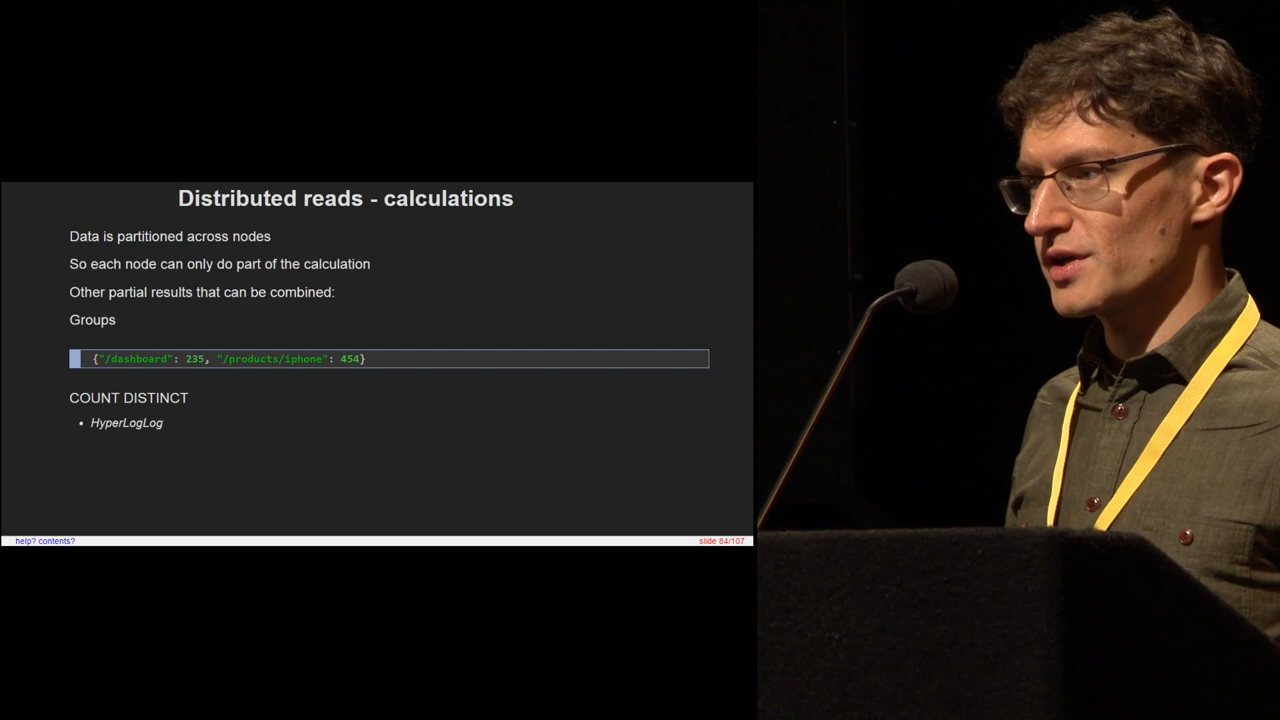 Distributed reads - calculations
Data is partitioned across nodes
So each node can only do part of the calculation
Other partial results that can be combined:
Groups
{"/dashboard": 235, "/products/iphone": 454}
COUNT DISTINCT
• HyperLogLog
help? contents?
slide 84/107